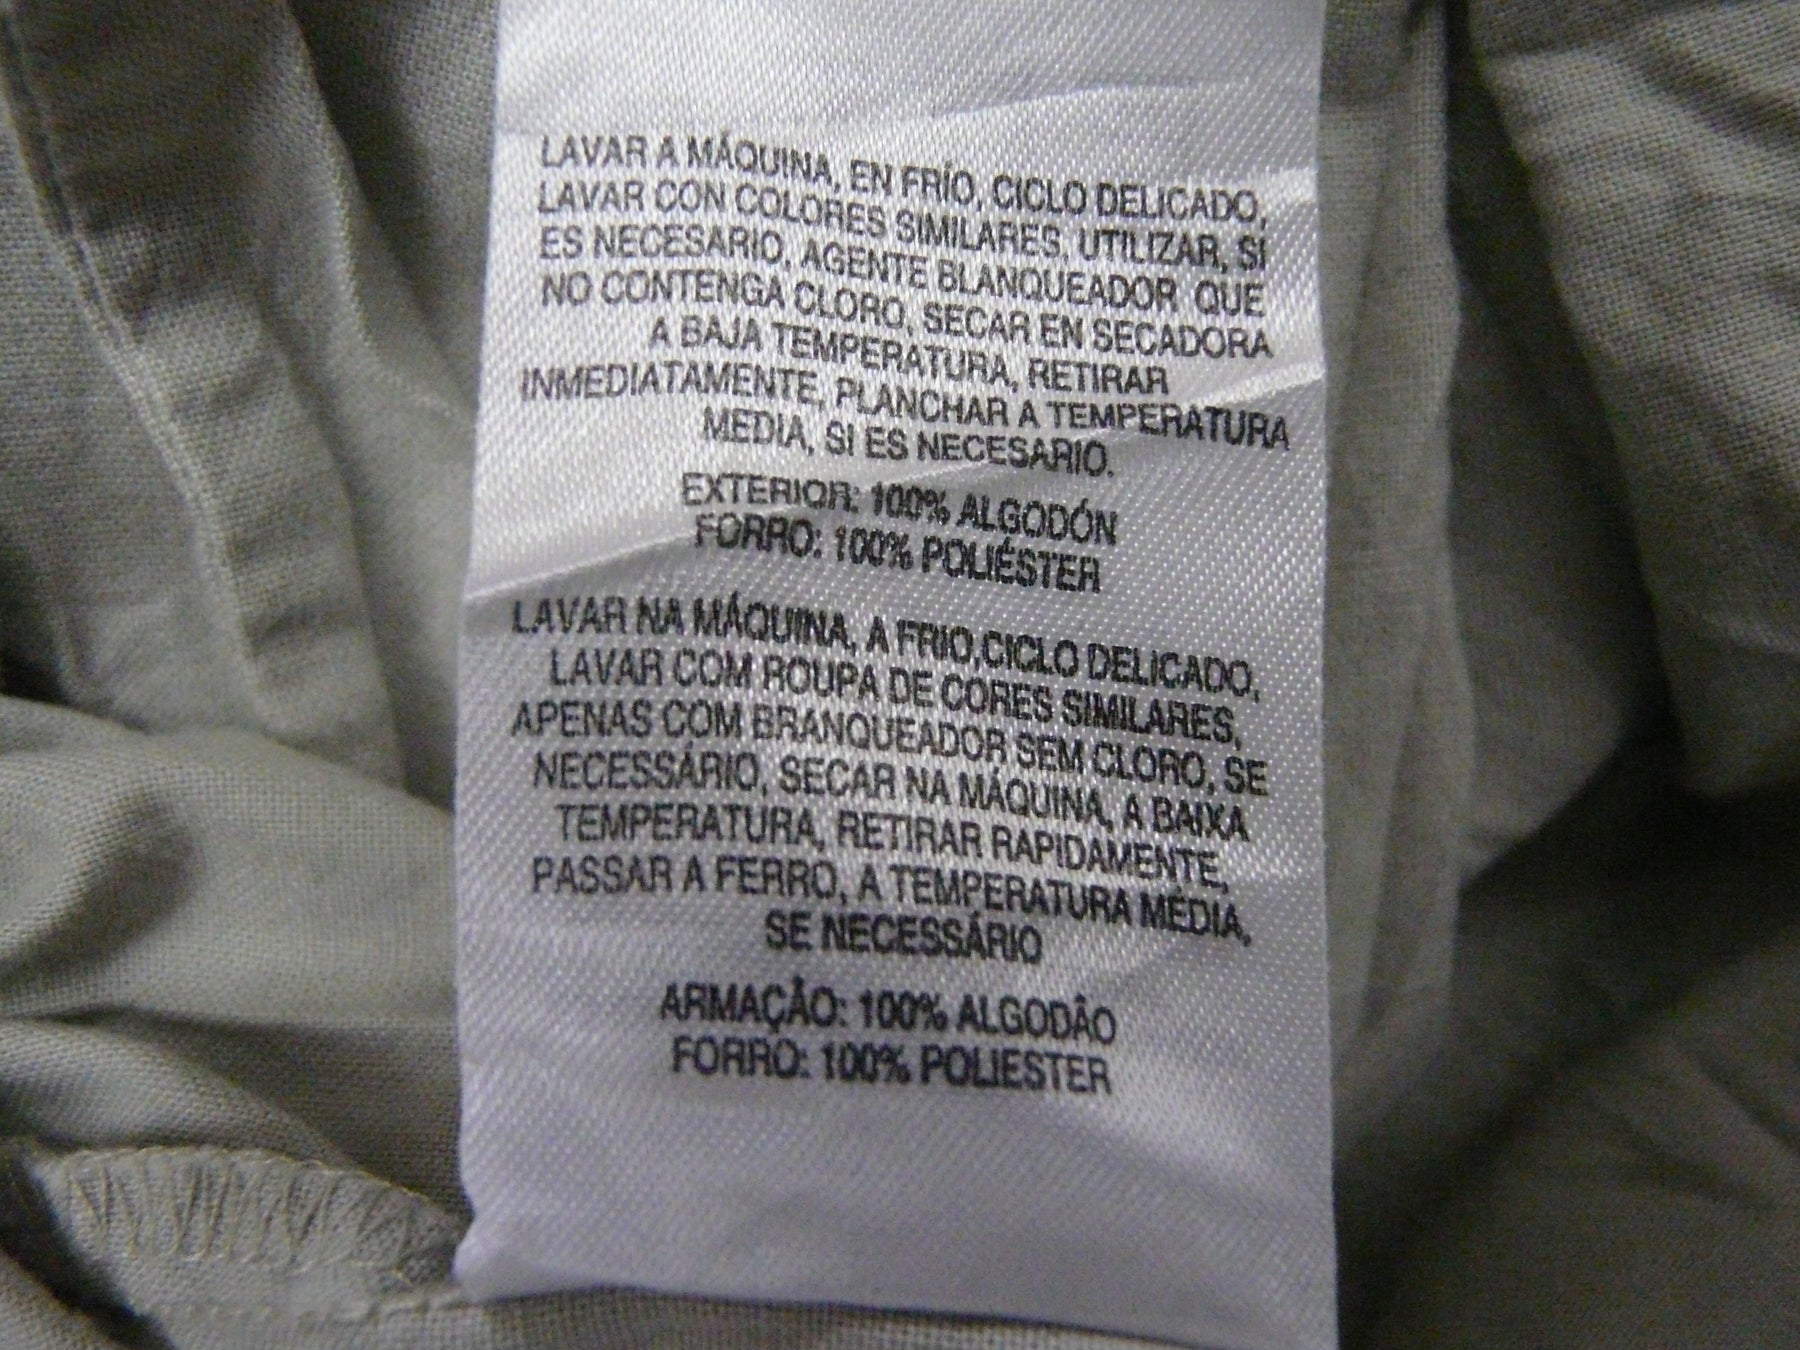 LAVAR A MÁQUINA, EN FRÍO, CICLO DELICADO,
LAVAR CON COLORES SIMILARES, UTILIZAR, SI
ES NECESARIO, AGENTE BLANQUEADOR QUE
NO CONTENGA CLORO, SECAR EN SECADORA
A BAJA TEMPERATURA, RETIRAR
INMEDIATAMENTE, PLANCHAR A TEMPERATURA
MEDIA, SI ES NECESARIO.
EXTERIOR: 100% ALGODÓN
FORRO: 100% POLIÉSTER
LAVAR NA MÁQUINA, A FRIO,CICLO DELICADO,
LAVAR COM ROUPA DE CORES SIMILARES,
APENAS COM BRANQUEADOR SEM CLORO, SE
NECESSÁRIO, SECAR NA MÁQUINA, A BAIXA
TEMPERATURA, RETIRAR RAPIDAMENTE,
PASSAR A FERRO, A TEMPERATURA MÉDIA,
SE NECESSÁRIO
ARMAÇÃO: 100% ALGODÃO
FORRO: 100% POLIESTER